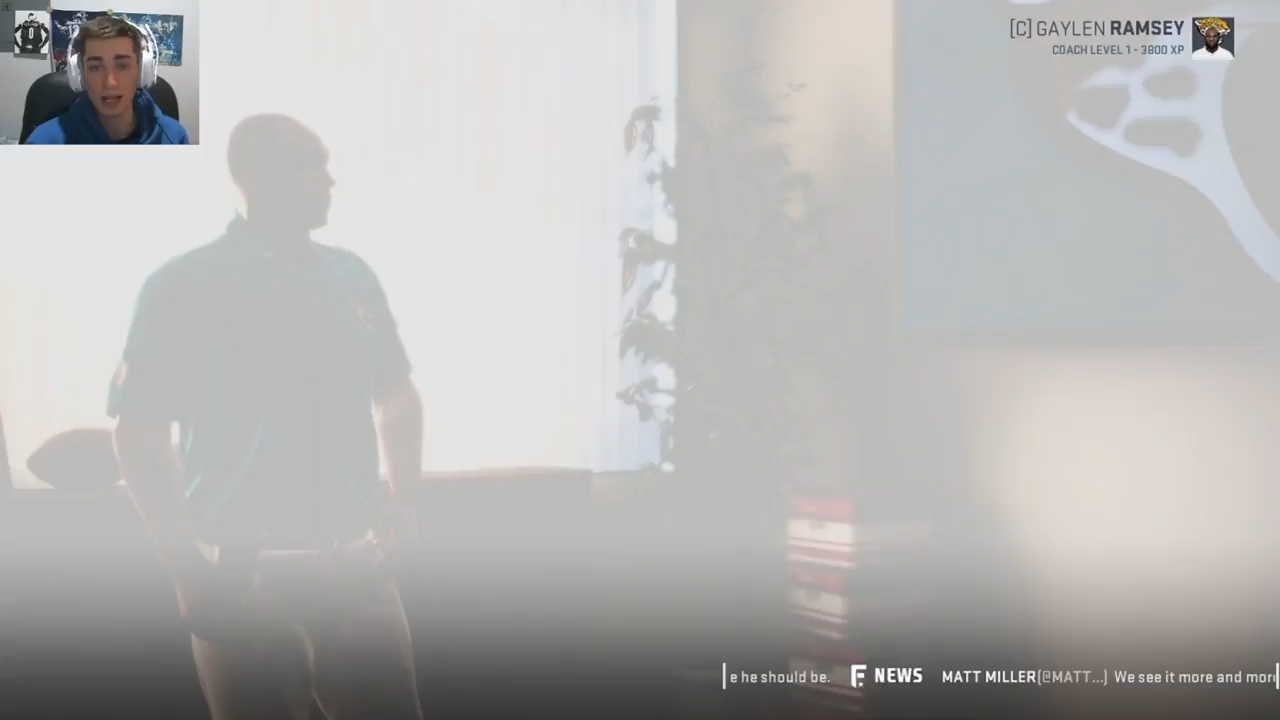 [C] GAYLEN RAMSEY
COACH LEVEL 1 - 3800 XP
e he should be. F. NEWS MATT MILLER(@MATT...) We see it more and more